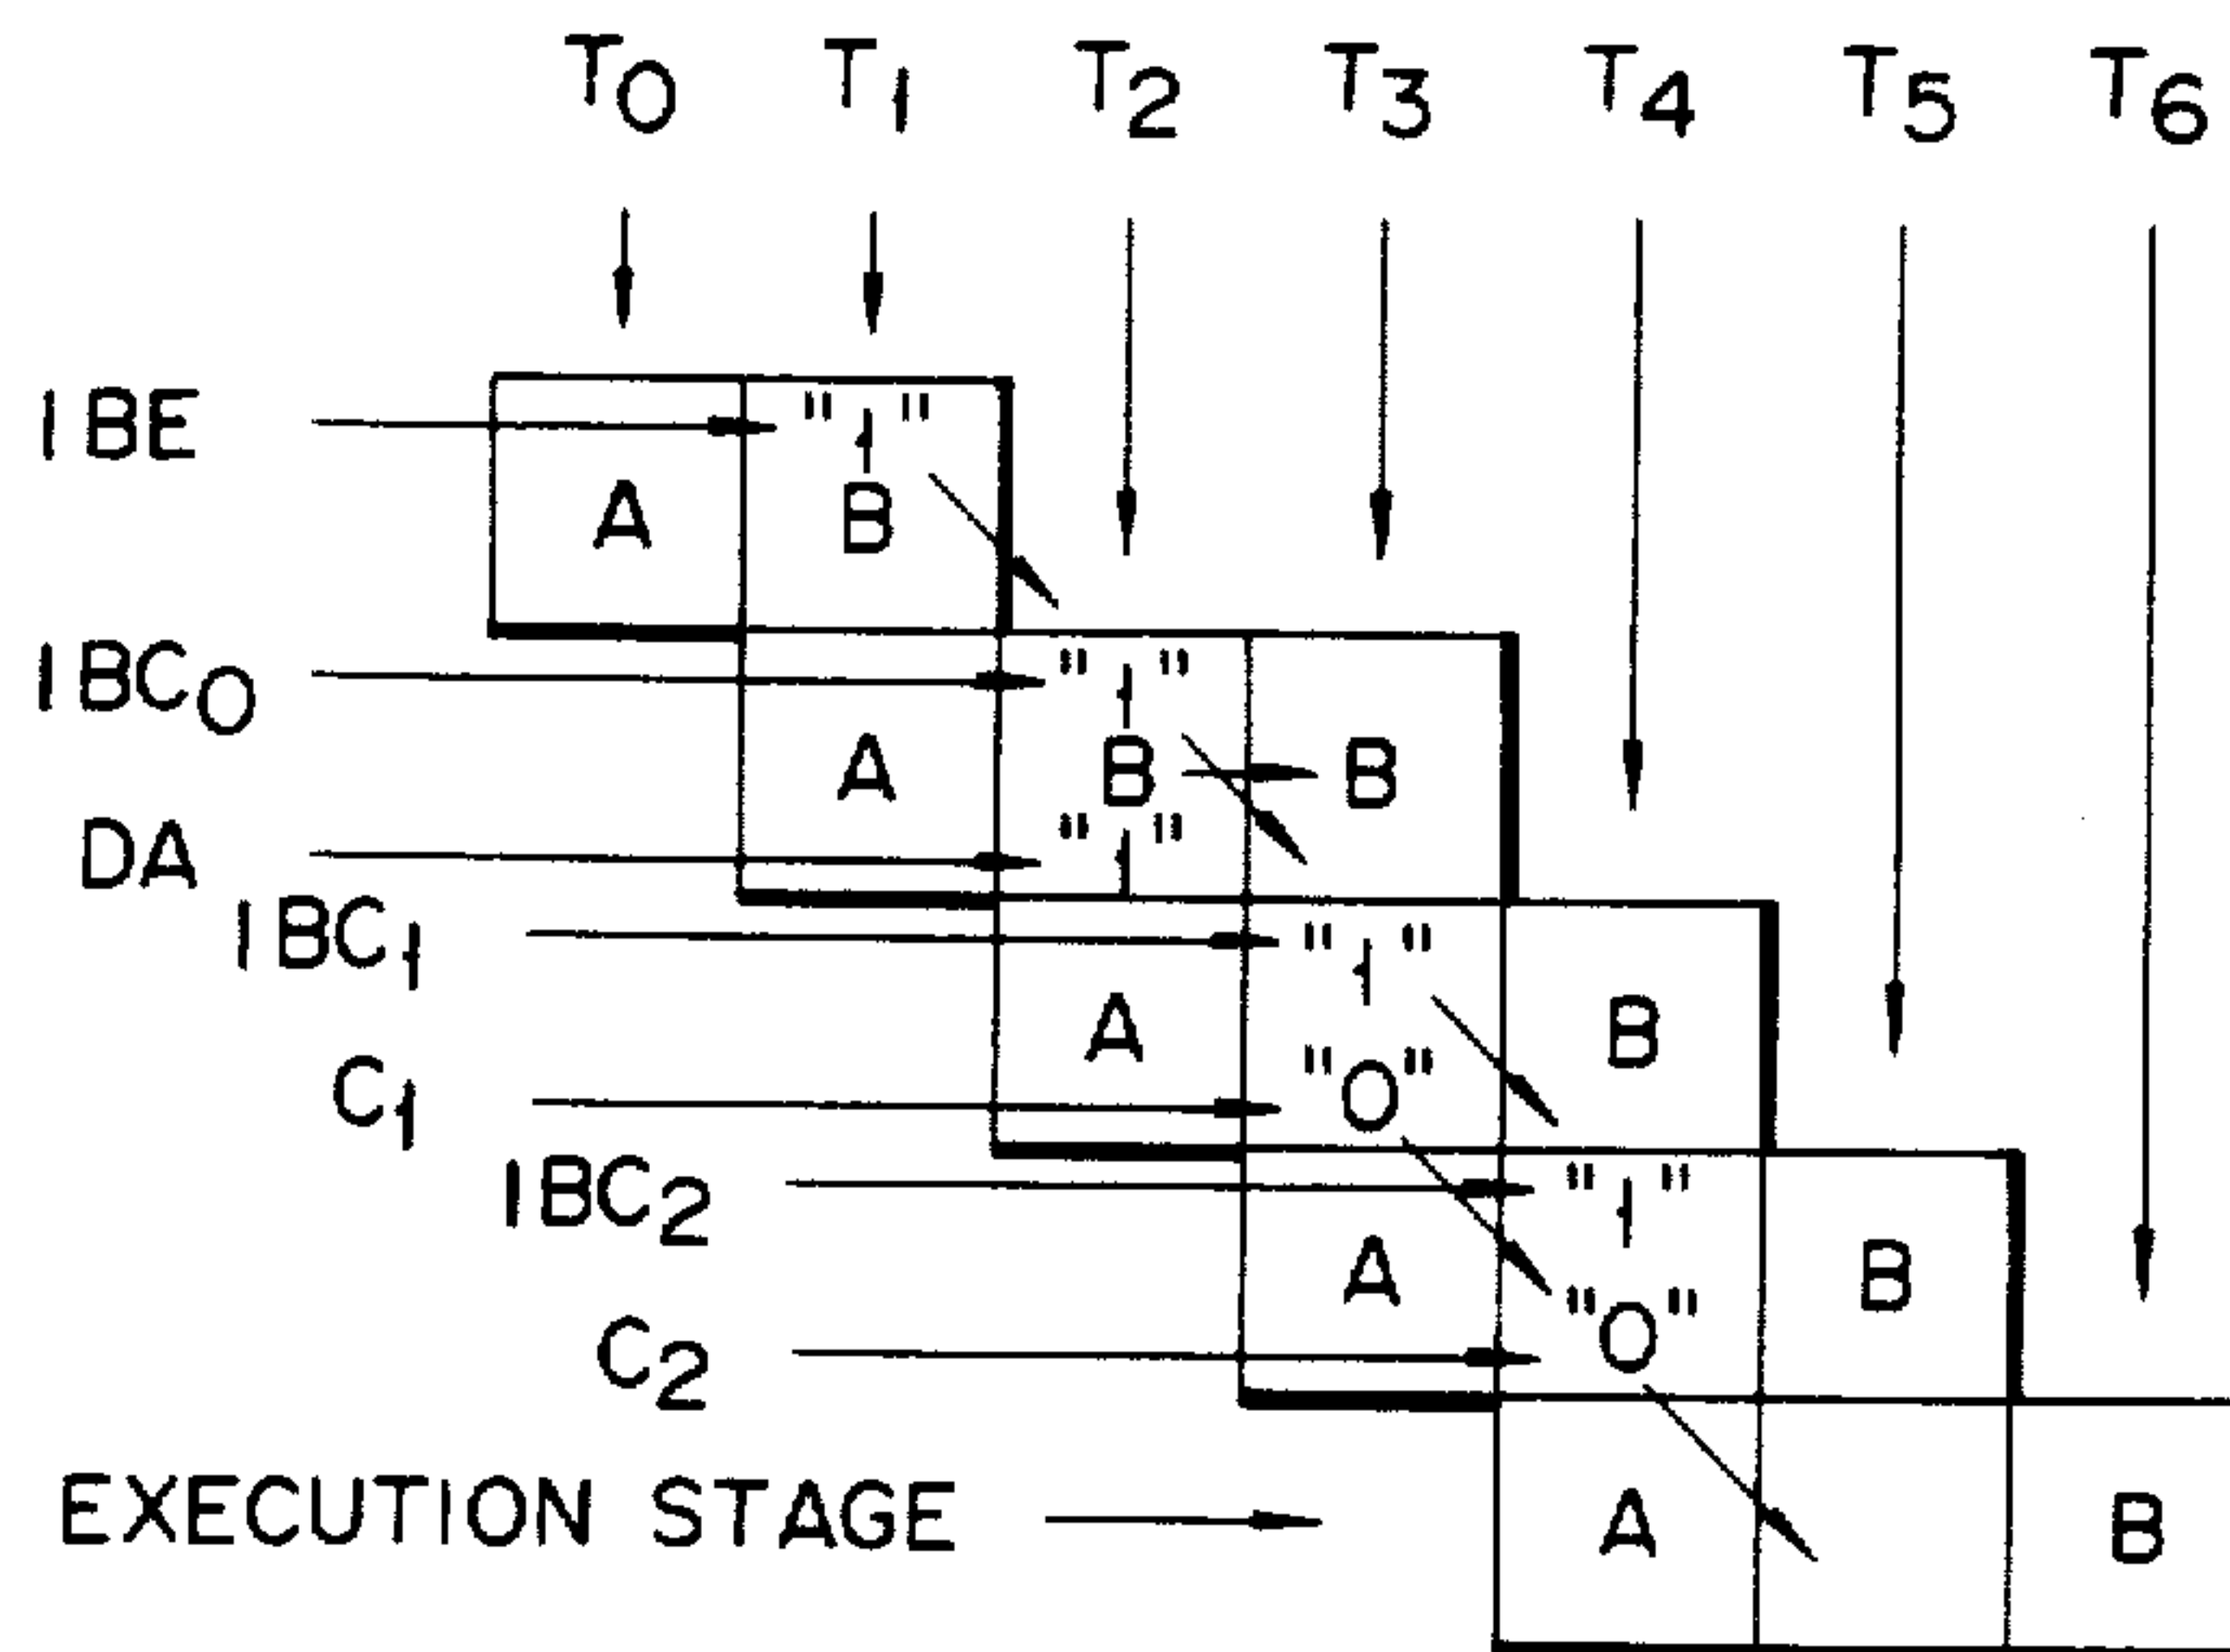 T0 T1 T2 T3 T4 T5 T6
IBE "1"
A B
IBC0 "1"
A B B
DA "1"
IBC1 "1"
A B
C1 "0"
IBC2 "1"
A B
C2 "0"
EXECUTION STAGE A B